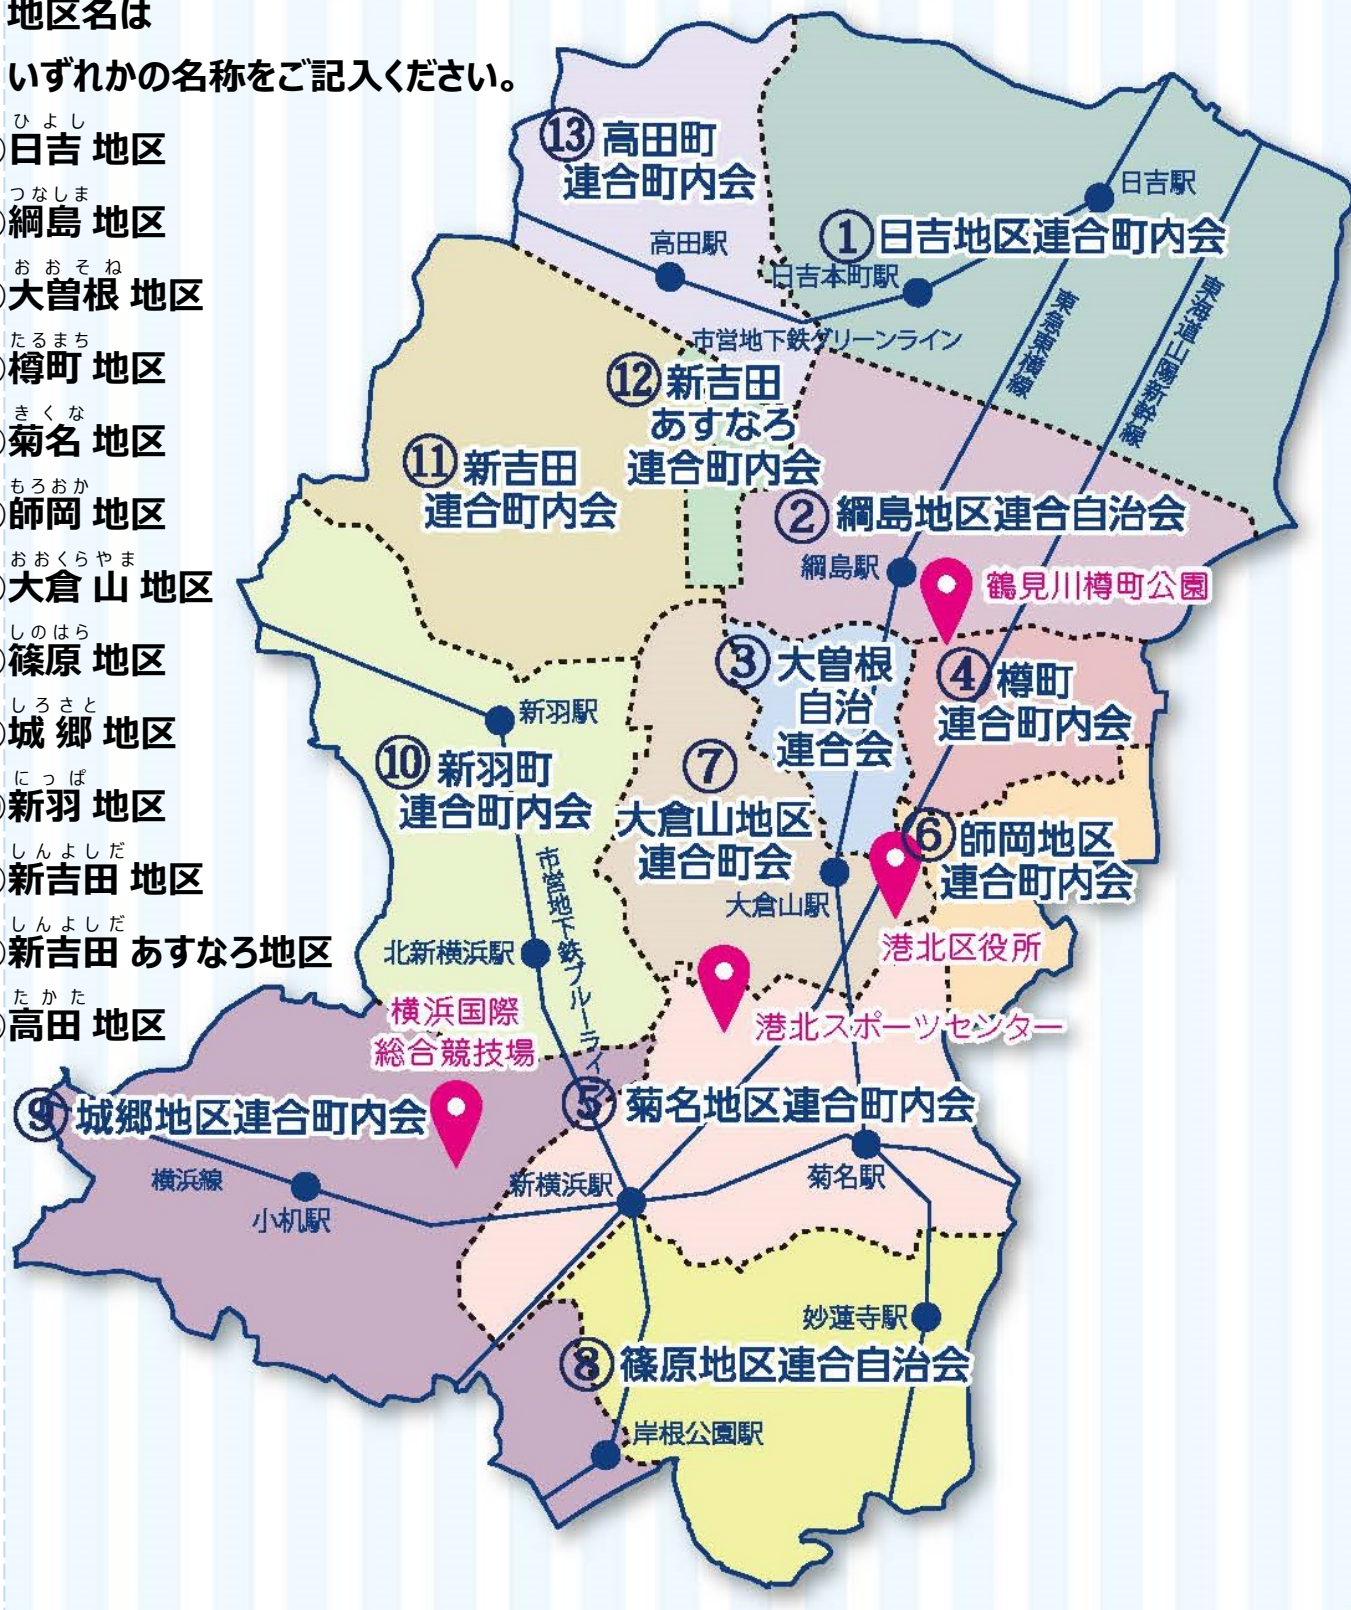 地区名は
いずれかの名称をご記入ください。
ひよし
日吉 地区
つなしま
綱島 地区
おおそね
大曽根 地区
たるまち
樽町 地区
きくな
菊名 地区
もろおか
師岡 地区
おおくらやま
大倉 山 地区
しのはら
篠原 地区
しろさと
城 郷 地区
にっぱ
新羽 地区
しんよしだ
新吉田 地区
しんよしだ
新吉田 あすなろ地区
たかた
高田 地区
⑬ 高田町
連合町内会
日吉駅
① 日吉地区連合町内会
高田駅
日吉本町駅
市営地下鉄グリーンライン
東急東横線
東海道山陽新幹線
⑫ 新吉田
あすなろ
連合町内会
⑪ 新吉田
連合町内会
② 綱島地区連合自治会
綱島駅
鶴見川樽町公園
③ 大曽根
自治
連合会
④ 樽町
連合町内会
新羽駅
⑩ 新羽町
連合町内会
⑦
大倉山地区
連合町会
⑥ 師岡地区
連合町内会
大倉山駅
市営地下鉄ブルーライン
北新横浜駅
港北区役所
横浜国際
総合競技場
港北スポーツセンター
⑨ 城郷地区連合町内会
⑤ 菊名地区連合町内会
横浜線
小机駅
新横浜駅
菊名駅
妙蓮寺駅
⑧ 篠原地区連合自治会
岸根公園駅